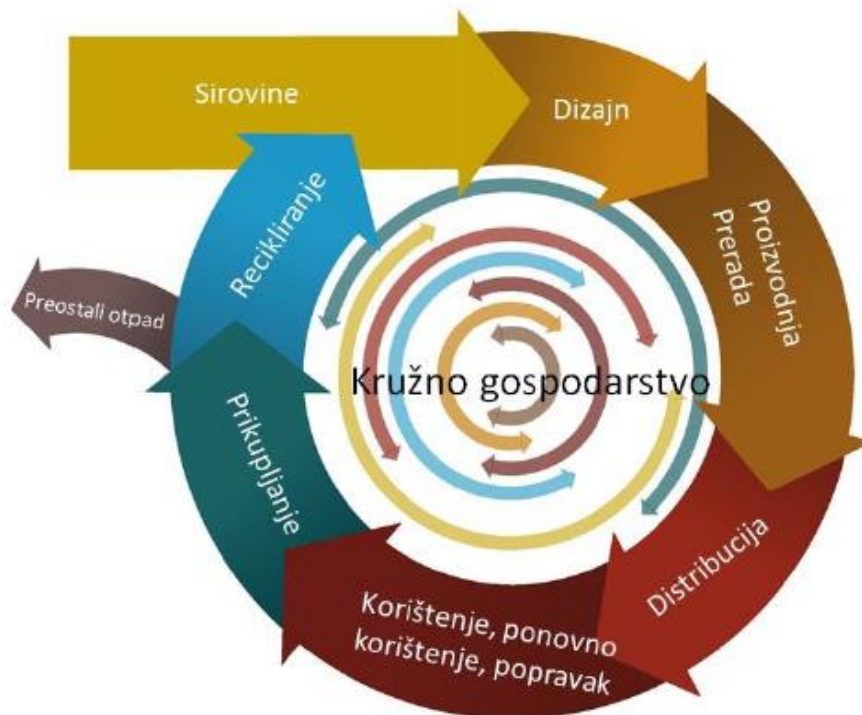 Sirovine
Dizajn
Proizvodnja
Prerada
Distribucija
Korištenje, ponovno
korištenje, popravak
Prikupljanje
Recikliranje
Preostali otpad
Kružno gospodarstvo